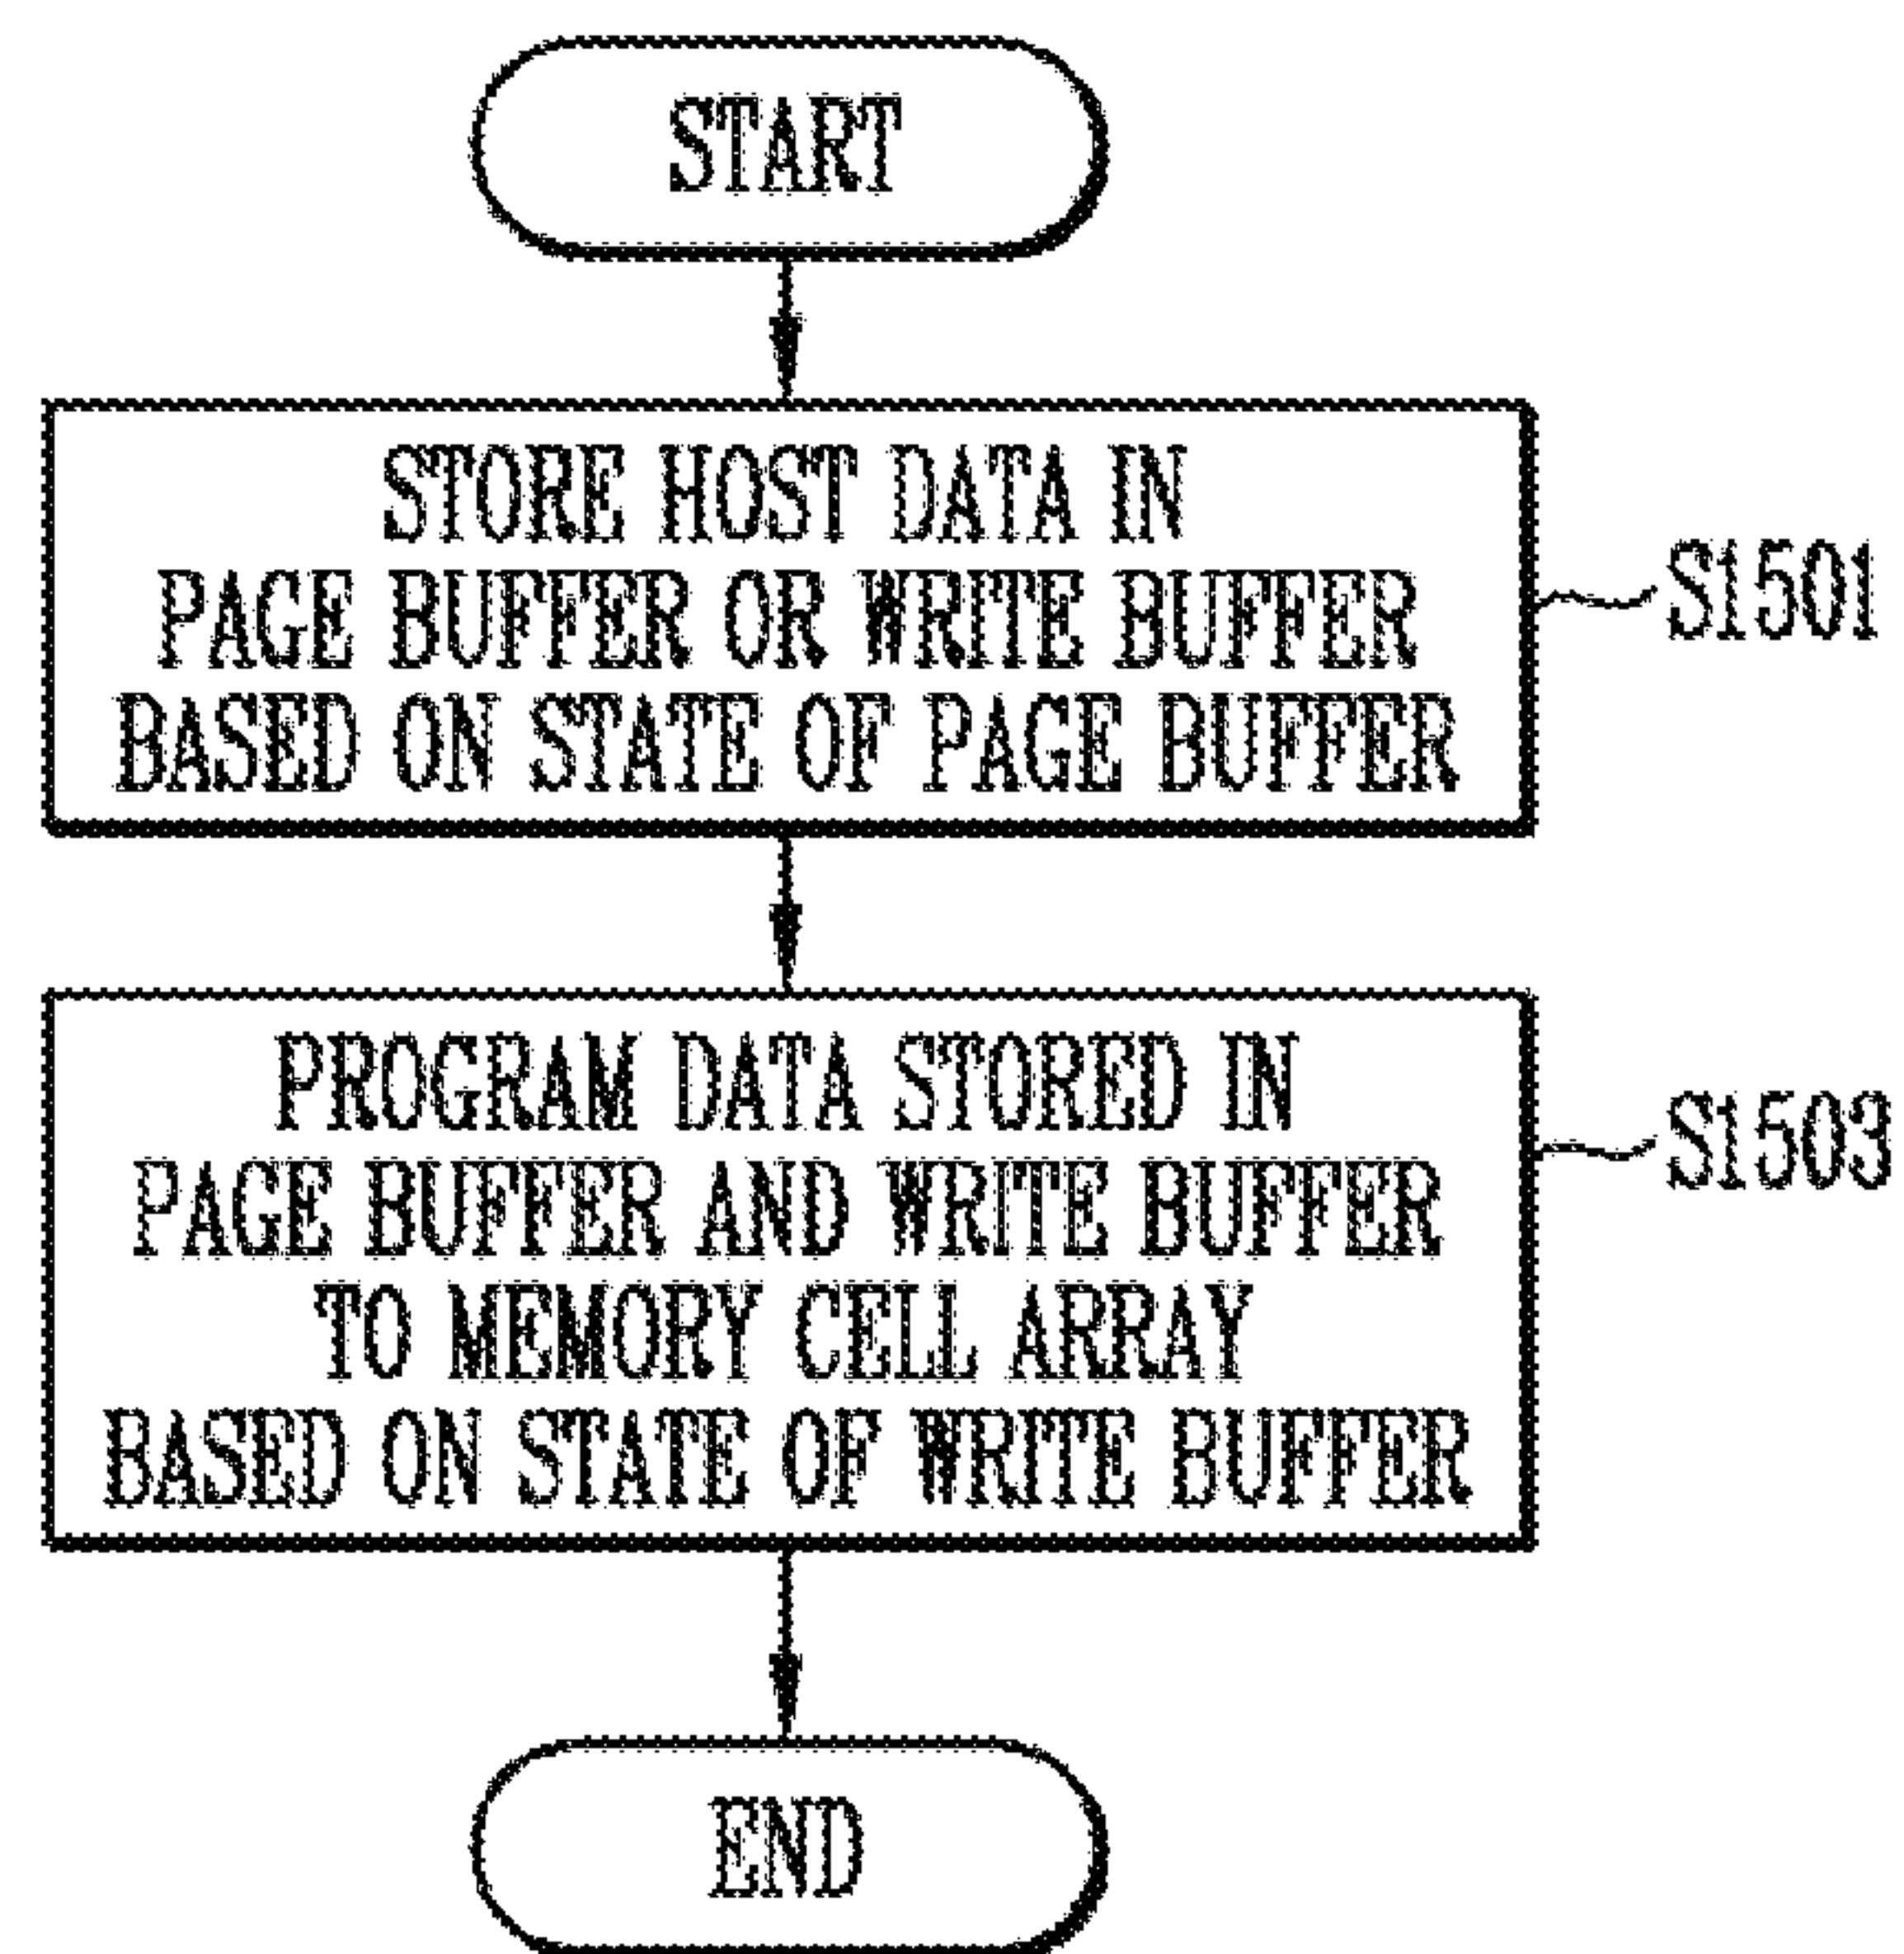 START
STORE HOST DATA IN
PAGE BUFFER OR WRITE BUFFER
BASED ON STATE OF PAGE BUFFER
S1501
PROGRAM DATA STORED IN
PAGE BUFFER AND WRITE BUFFER
TO MEMORY CELL ARRAY
BASED ON STATE OF WRITE BUFFER
S1503
END